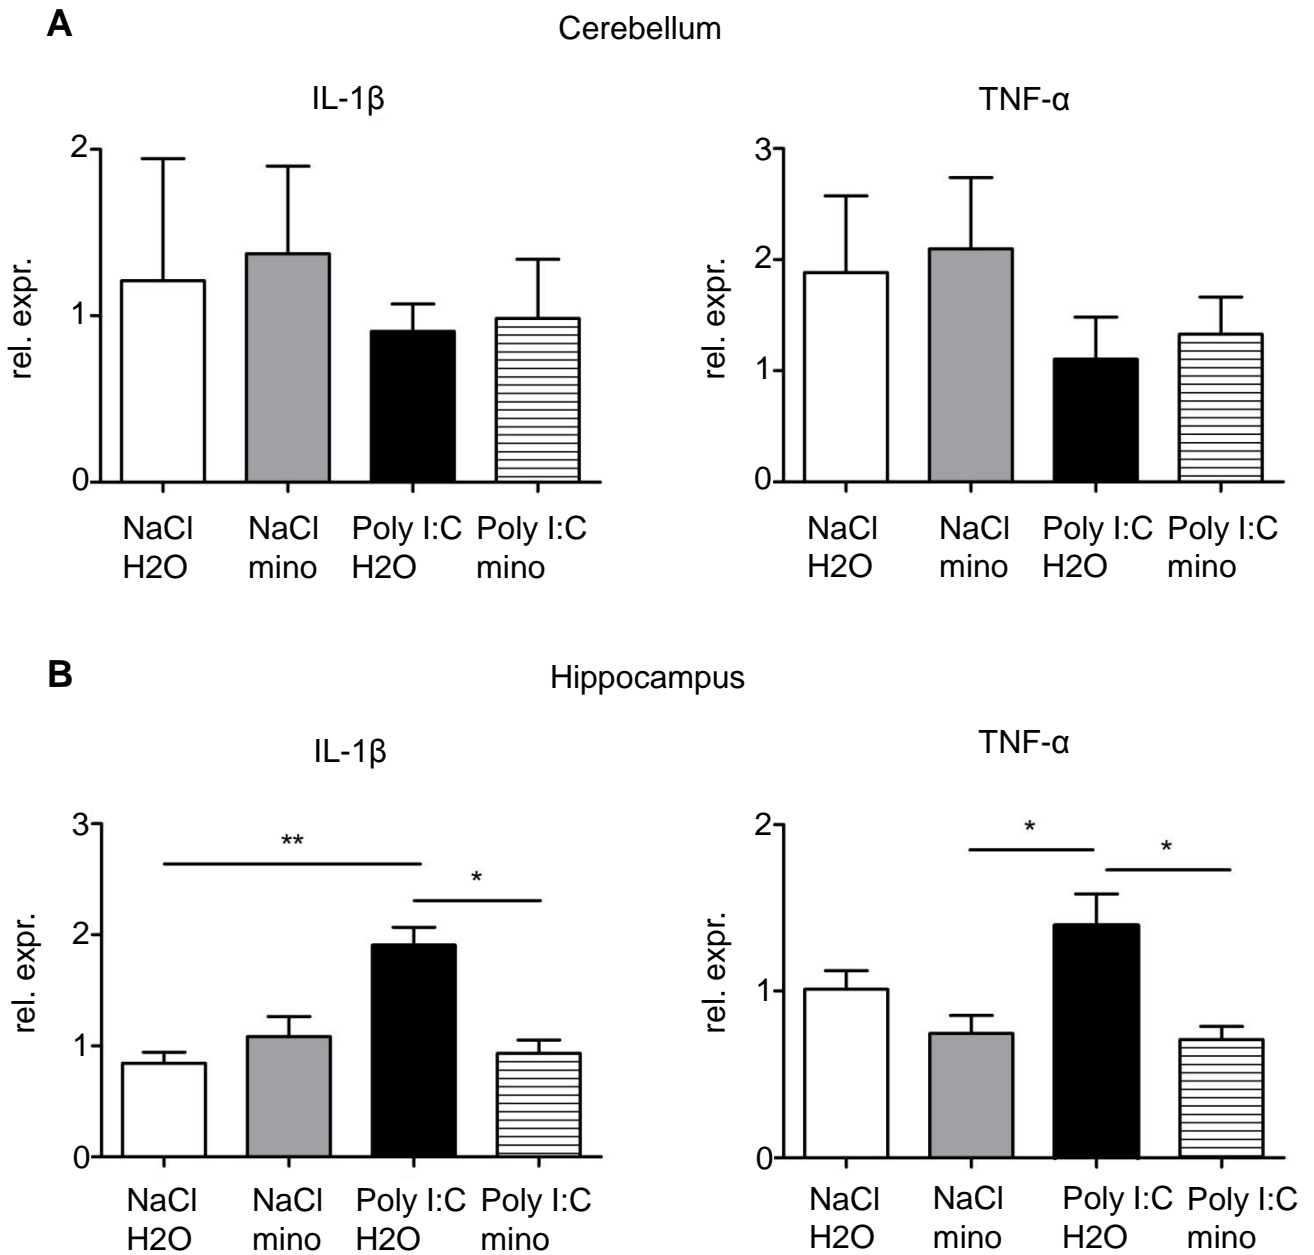 A
Cerebellum
IL-1β
2
1
0
rel. expr.
NaCl NaCl Poly I:C Poly I:C
H2O mino H2O mino
TNF-α
3
2
1
0
rel. expr.
NaCl NaCl Poly I:C Poly I:C
H2O mino H2O mino
B
Hippocampus
IL-1β
3
2
1
0
rel. expr.
**
*
NaCl NaCl Poly I:C Poly I:C
H2O mino H2O mino
TNF-α
2
1
0
rel. expr.
*
*
NaCl NaCl Poly I:C Poly I:C
H2O mino H2O mino